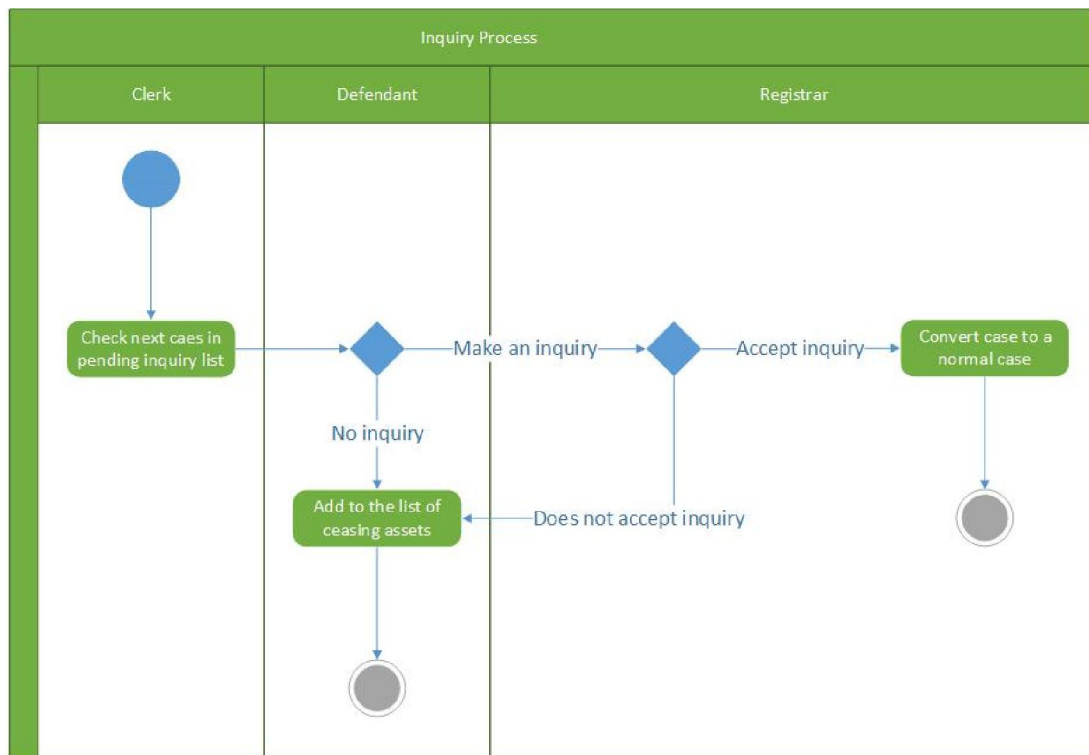 Inquiry Process
Clerk
Defendant
Registrar
Check next caes in
pending inquiry list
Make an inquiry
Accept inquiry
Convert case to a
normal case
No inquiry
Add to the list of
ceasing assets
Does not accept inquiry